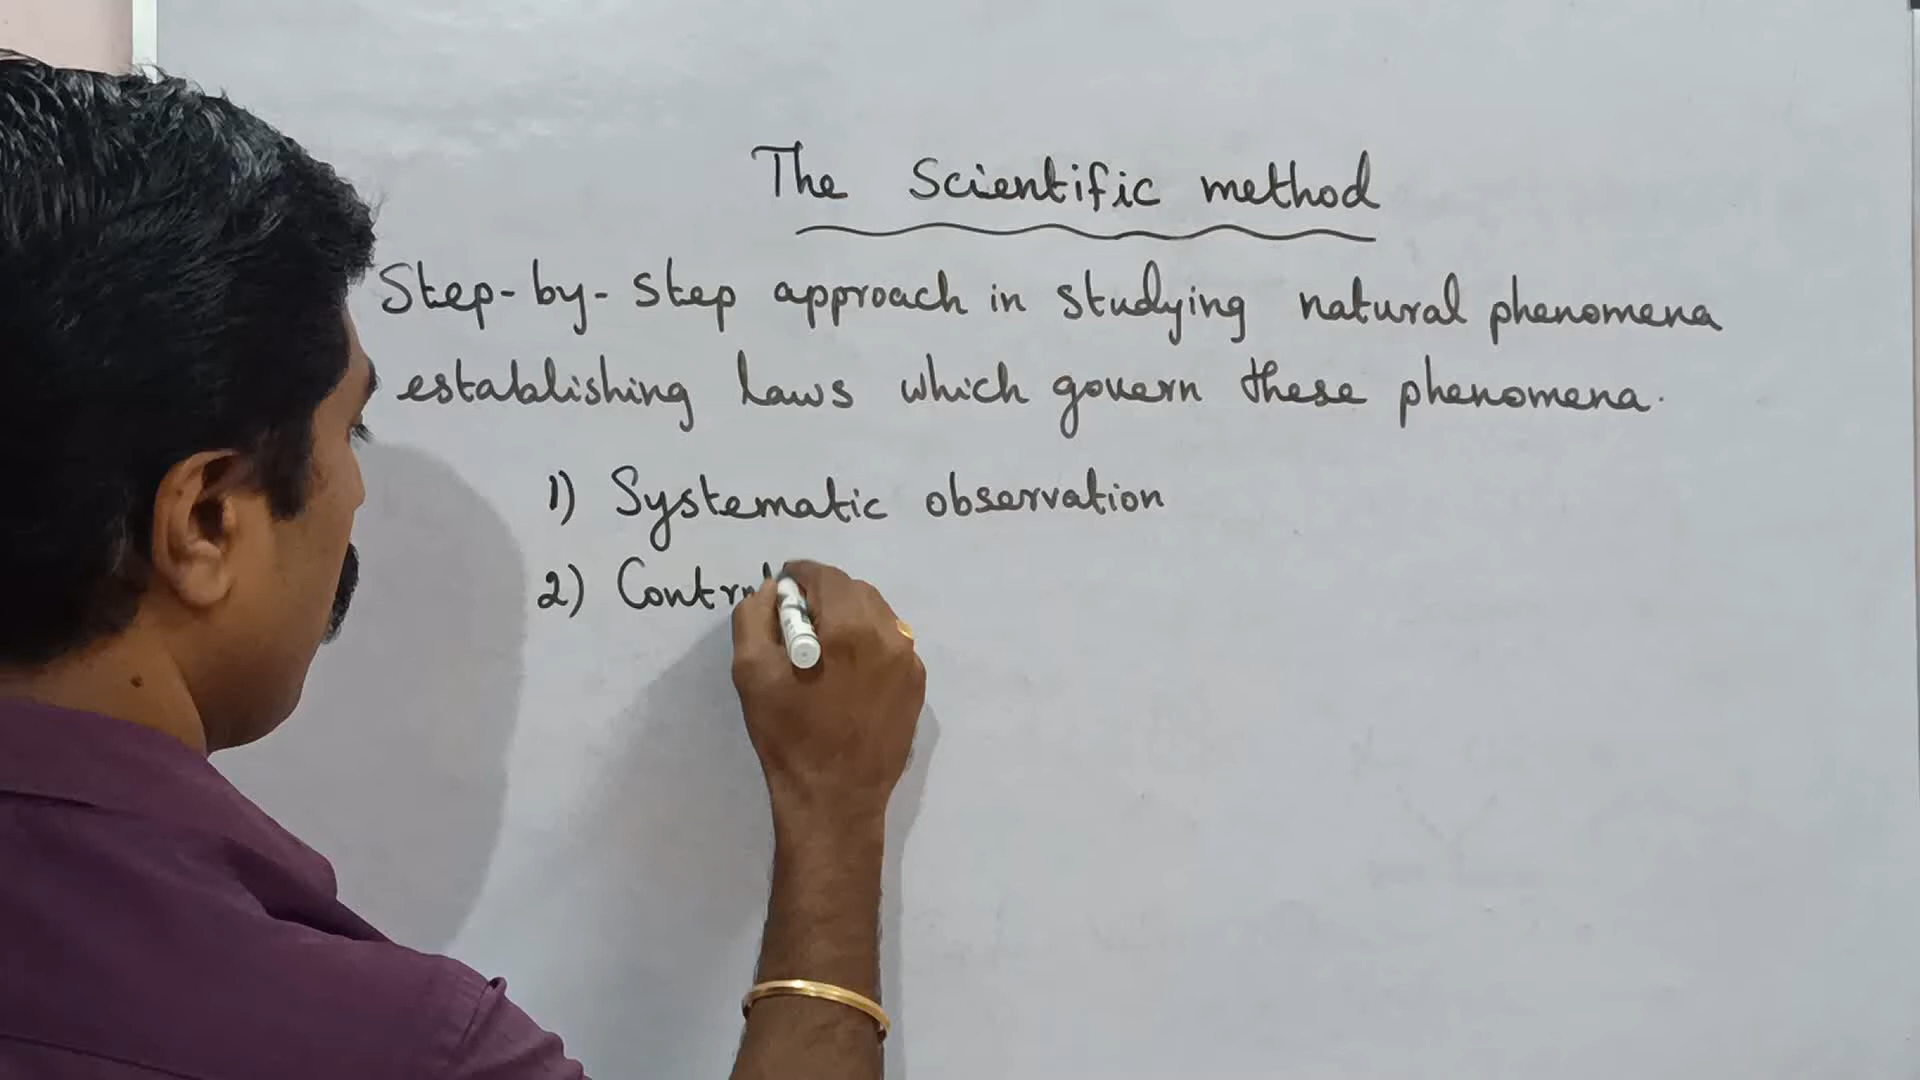 The Scientific method
Step-by-step approach in studying natural phenomena
establishing laws which govern these phenomena.
1) Systematic observation
2)